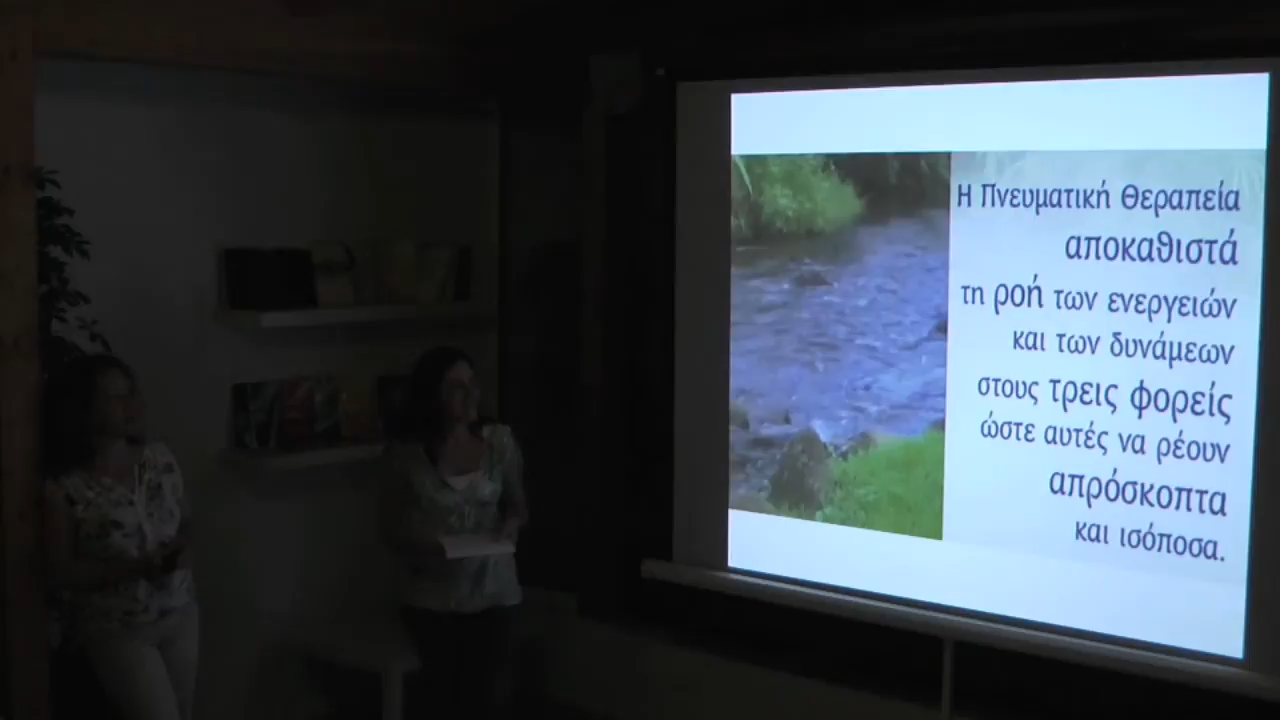 Η Πνευματική Θεραπεία
αποκαθιστά
τη ροή των ενεργειών
και των δυνάμεων
στους τρεις φορείς
ώστε αυτές να ρέουν
απρόσκοπτα
και ισόποσα.